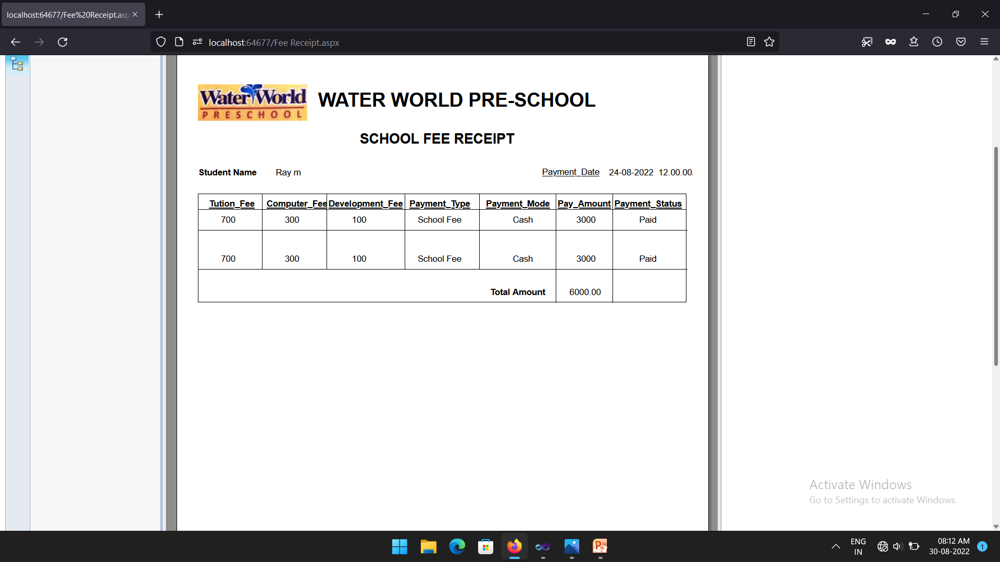 localhost:64677/Fee%20Receipt.asp
localhost:64677/Fee Receipt.aspx
Water World
PRESCHOOL
WATER WORLD PRE-SCHOOL
SCHOOL FEE RECEIPT
Student Name Ray m Payment_Date 24-08-2022 12.00.00
Tution_Fee Computer_Fee Development_Fee Payment_Type Payment_Mode Pay_Amount Payment_Status
700 300 100 School Fee Cash 3000 Paid
700 300 100 School Fee Cash 3000 Paid
Total Amount 6000.00
Activate Windows
Go to Settings to activate Windows.
ENG
IN
08:12 AM
30-08-2022
1